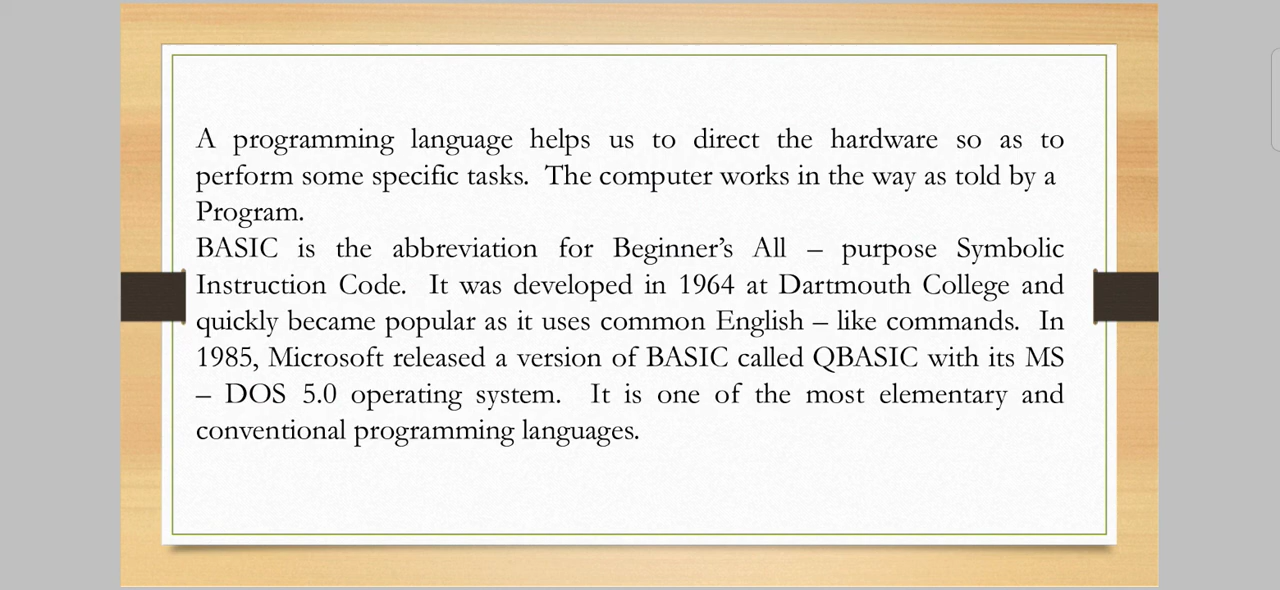 A programming language helps us to direct the hardware so as to
perform some specific tasks.  The computer works in the way as told by a
Program.
BASIC is the abbreviation for Beginner’s All – purpose Symbolic
Instruction Code.  It was developed in 1964 at Dartmouth College and
quickly became popular as it uses common English – like commands.  In
1985, Microsoft released a version of BASIC called QBASIC with its MS
– DOS 5.0 operating system.  It is one of the most elementary and
conventional programming languages.